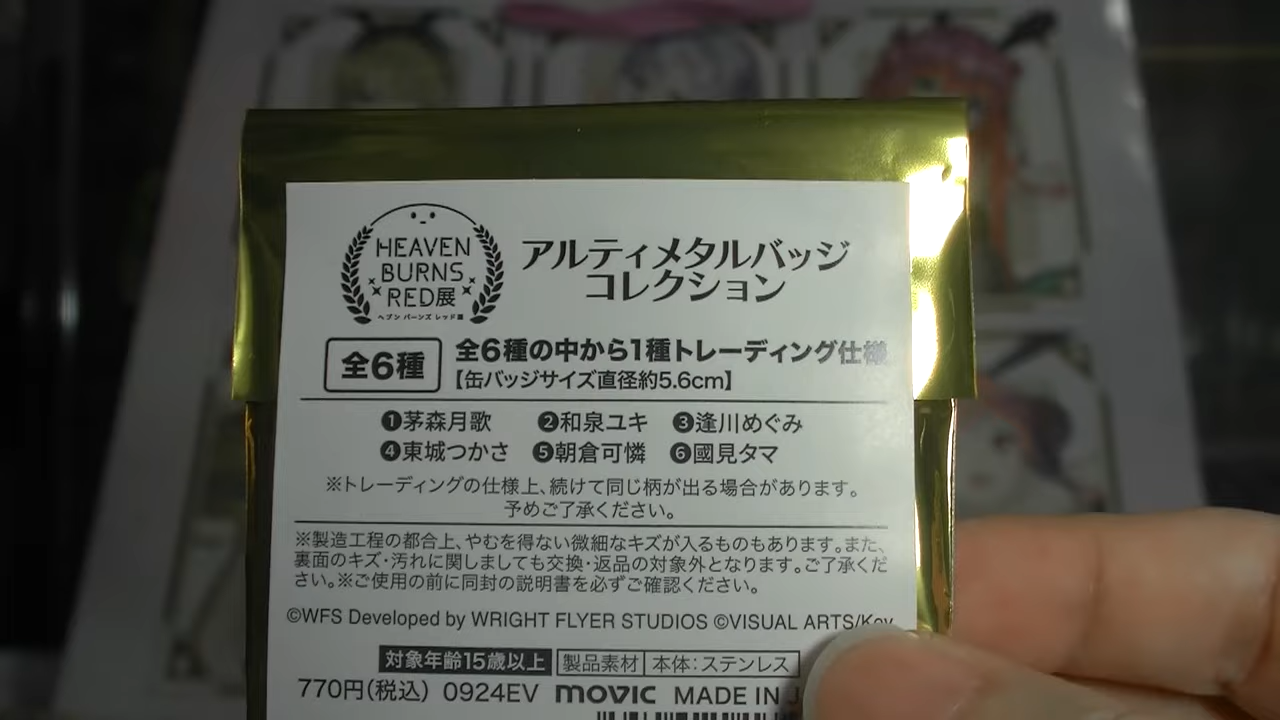 HEAVEN
BURNS
RED展
ヘブン バーンズ レッド展
アルティメタルバッジ
コレクション
全6種
全6種の中から1種トレーディング仕様
【缶バッジサイズ直径約5.6cm】
❶茅森月歌 ❷和泉ユキ ❸逢川めぐみ
❹東城つかさ ❺朝倉可憐 ❻國見タマ
※トレーディングの仕様上、続けて同じ柄が出る場合があります。
予めご了承ください。
※製造工程の都合上、やむを得ない微細なキズが入るものもあります。また、
裏面のキズ・汚れに関しましても交換・返品の対象外となります。ご了承くだ
さい。※ご使用の前に同封の説明書を必ずご確認ください。
©WFS Developed by WRIGHT FLYER STUDIOS ©VISUAL ARTS/Key
対象年齢15歳以上 製品素材 本体：ステンレス
770円(税込) 0924EV movic MADE IN